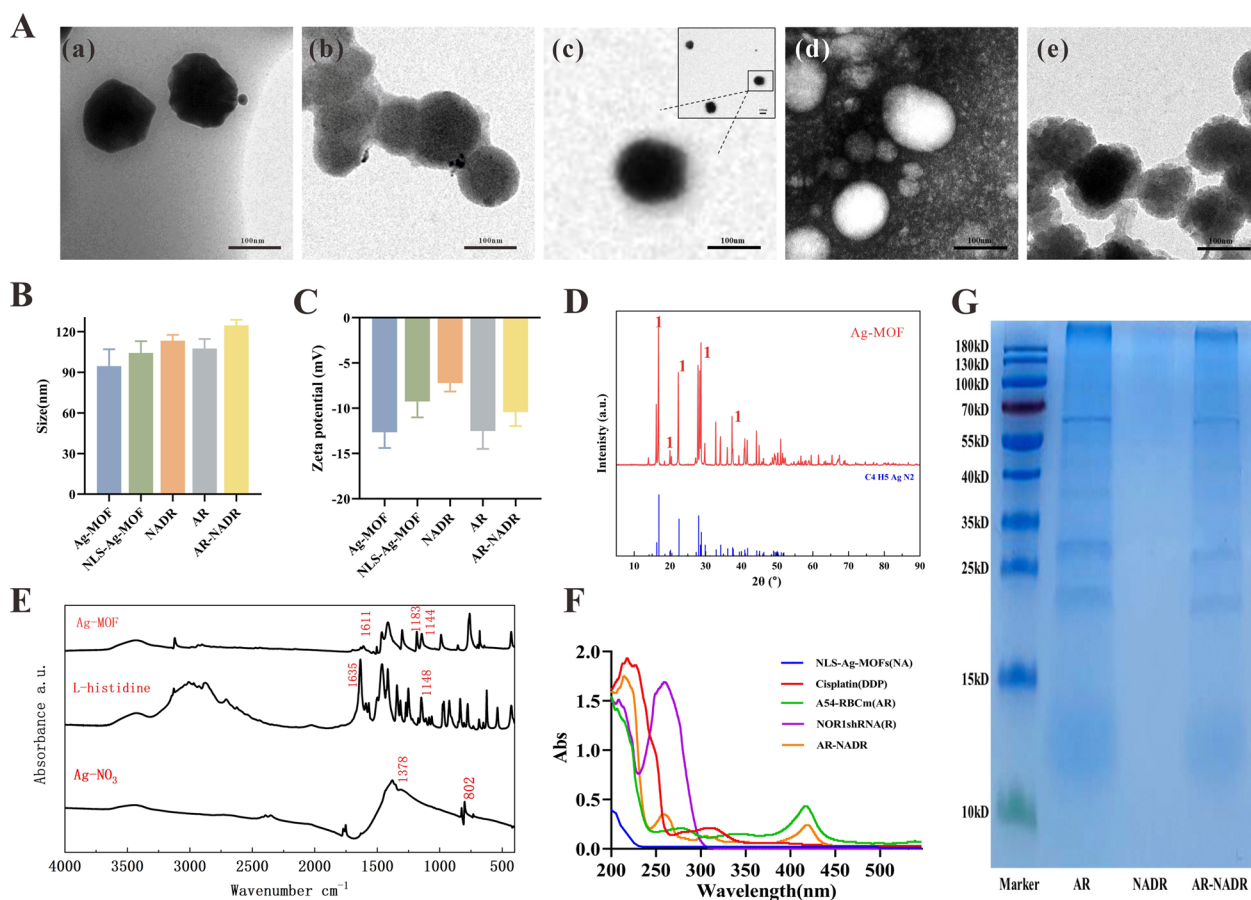 A
(a)
(b)
(c)
(d)
(e)
100nm
100nm
100nm
100nm
100nm
B
Size(nm)
120
90
60
30
0
Ag-MOF
NLS-Ag-MOF
NADR
AR
AR-NADR
C
Zeta potential (mV)
0
-5
-10
-15
-20
Ag-MOF
NLS-Ag-MOF
NADR
AR
AR-NADR
D
Intenisty (a.u.)
1
1
1
1
1
Ag-MOF
C4 H5 Ag N2
10 20 30 40 50 60 70 80 90
2θ (°)
E
Absorbance a. u.
Ag-MOF
1611
1183
1144
L-histidine
1635
1148
Ag-NO₃
1378
802
4000 3500 3000 2500 2000 1500 1000 500
Wavenumber cm⁻¹
F
Abs
2.0
1.5
1.0
0.5
0.0
NLS-Ag-MOFs(NA)
Cisplatin(DDP)
A54-RBCm(AR)
NOR1shRNA(R)
AR-NADR
200 250 300 350 400 450 500
Wavelength(nm)
G
180kD
130kD
100kD
70kD
55kD
40kD
35kD
25kD
15kD
10kD
Marker AR NADR AR-NADR